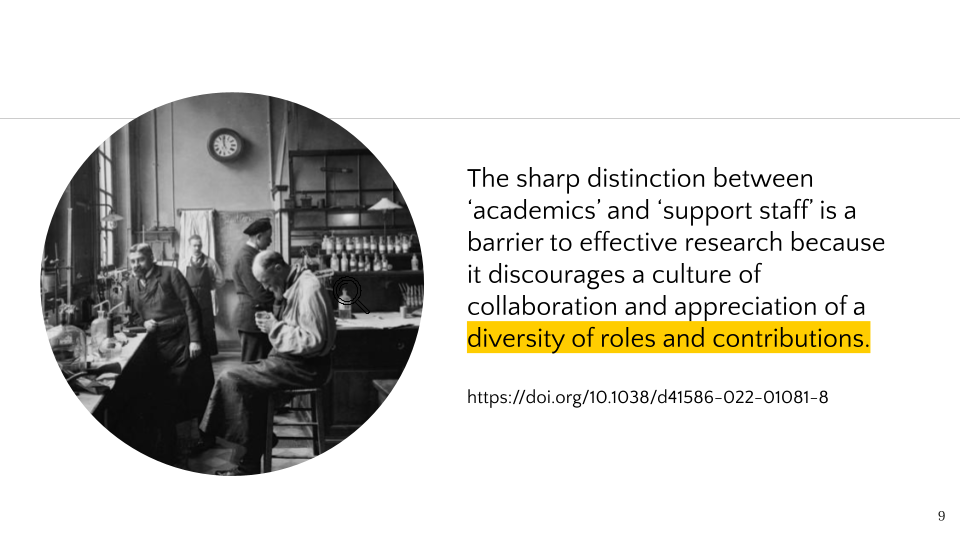 The sharp distinction between
‘academics’ and ‘support staff’ is a
barrier to effective research because
it discourages a culture of
collaboration and appreciation of a
diversity of roles and contributions.
https://doi.org/10.1038/d41586-022-01081-8
9